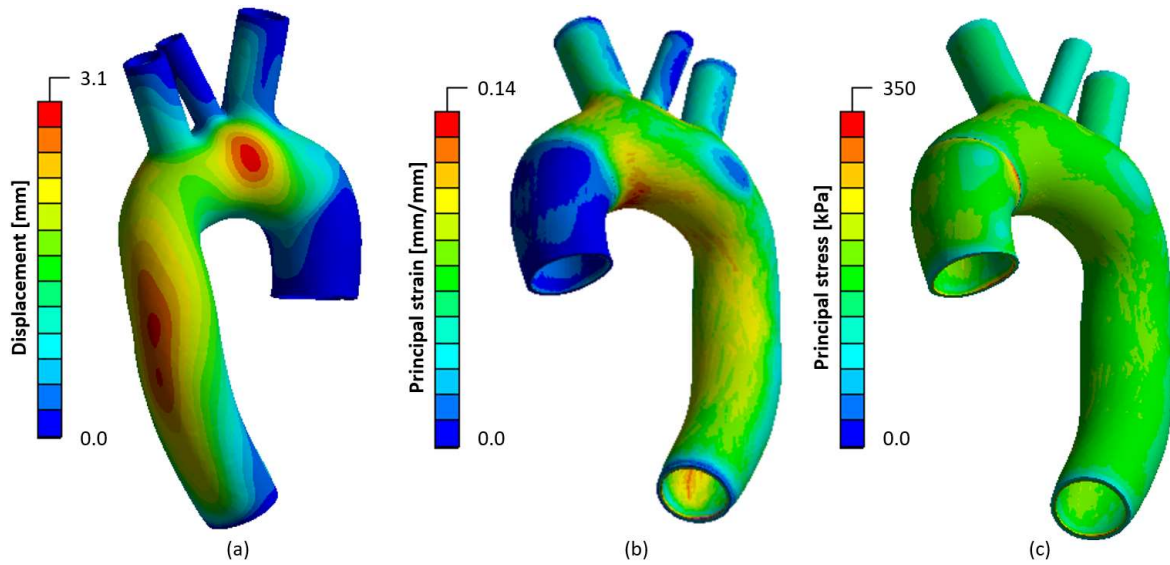 3.1
Displacement [mm]
0.0
(a)
0.14
Principal strain [mm/mm]
0.0
(b)
350
Principal stress [kPa]
0.0
(c)